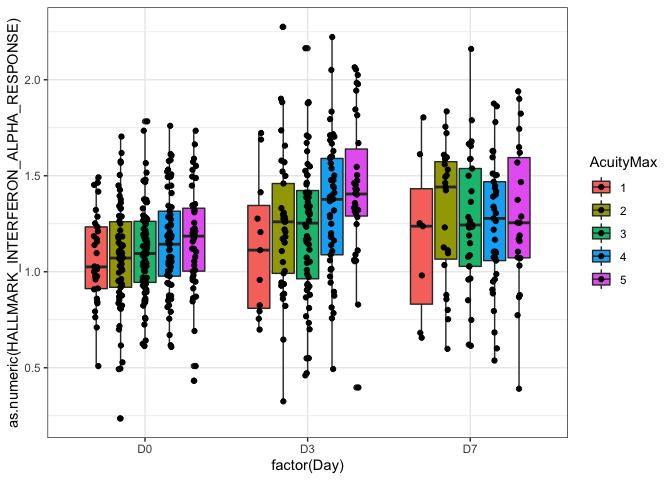 as.numeric(HALLMARK_INTERFERON_ALPHA_RESPONSE)
2.0
1.5
1.0
0.5
D0
D3
D7
factor(Day)
AcuityMax
1
2
3
4
5